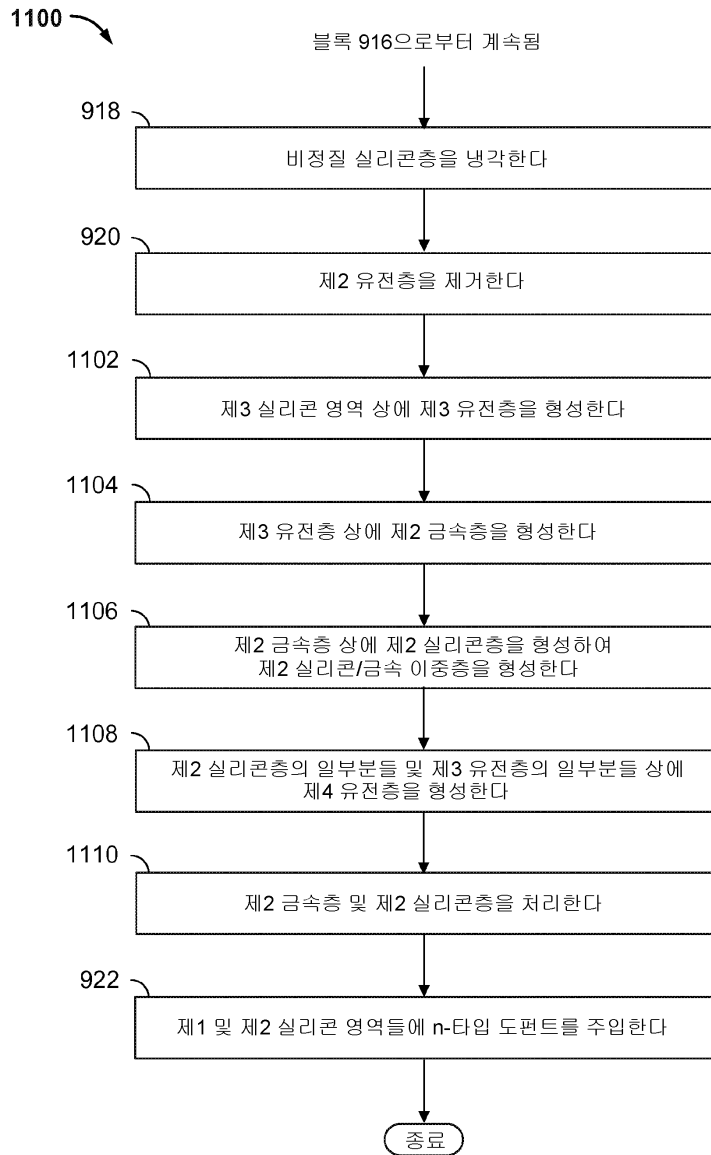 1100
블록 916으로부터 계속됨
918
비정질 실리콘층을 냉각한다
920
제2 유전층을 제거한다
1102
제3 실리콘 영역 상에 제3 유전층을 형성한다
1104
제3 유전층 상에 제2 금속층을 형성한다
1106
제2 금속층 상에 제2 실리콘층을 형성하여
제2 실리콘/금속 이중층을 형성한다
1108
제2 실리콘층의 일부분들 및 제3 유전층의 일부분들 상에
제4 유전층을 형성한다
1110
제2 금속층 및 제2 실리콘층을 처리한다
922
제1 및 제2 실리콘 영역들에 n-타입 도펀트를 주입한다
종료